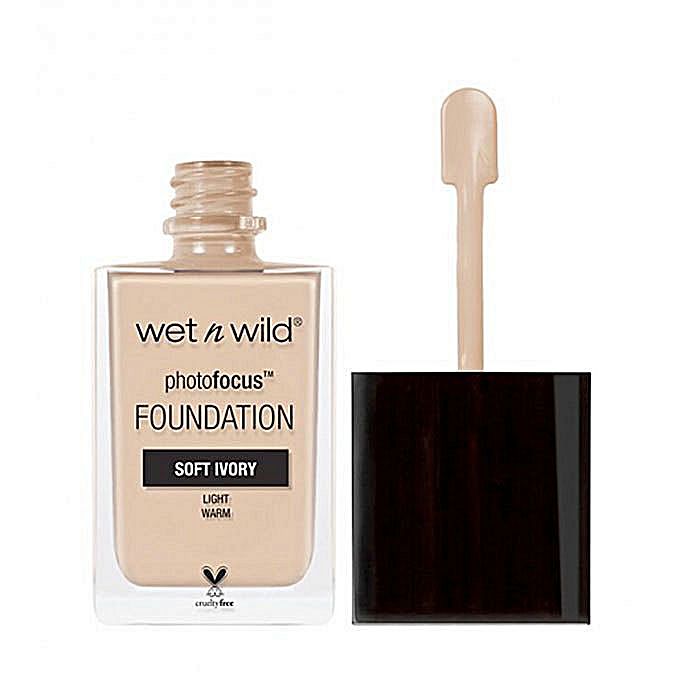 wet n wild®
photofocus™
FOUNDATION
SOFT IVORY
LIGHT
WARM
crueltyfree